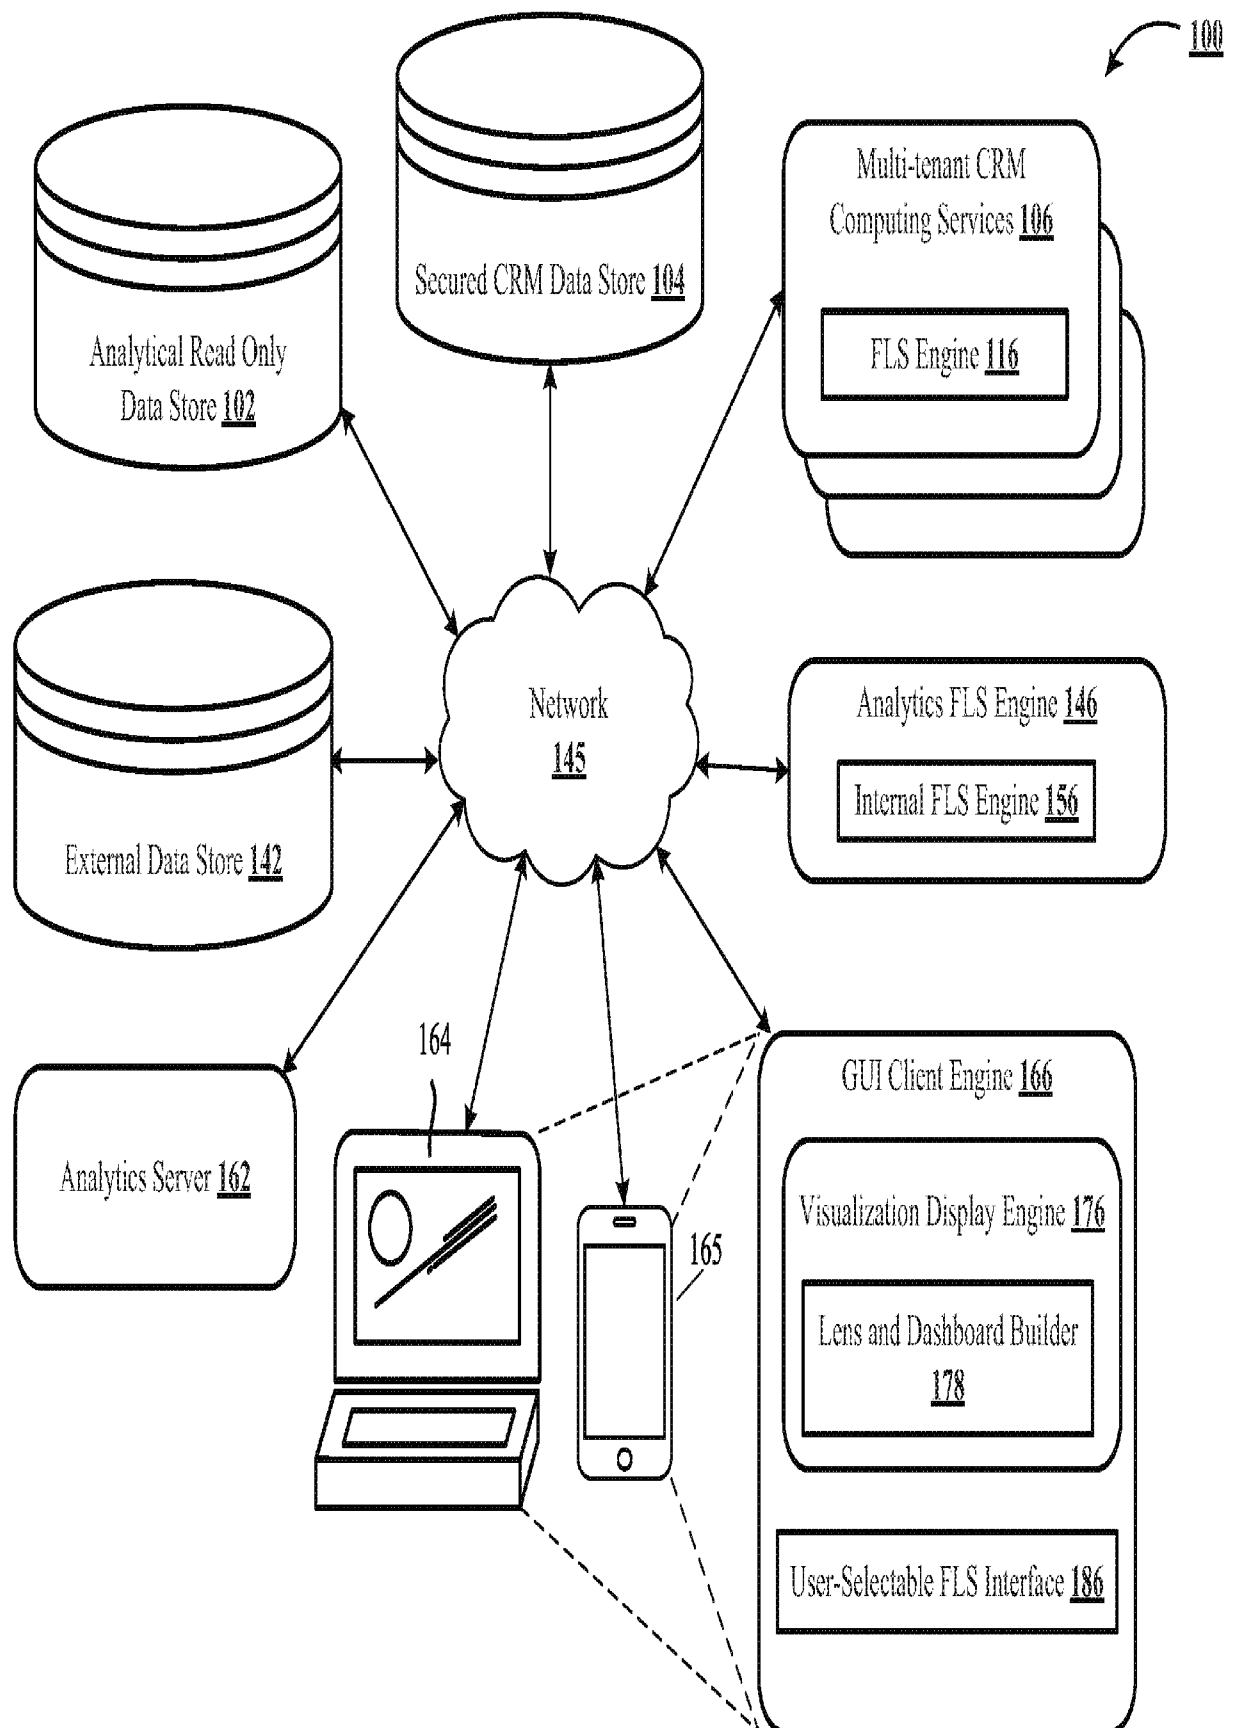 100
Multi-tenant CRM
Computing Services 106
FLS Engine 116
Secured CRM Data Store 104
Analytical Read Only
Data Store 102
Network
145
Analytics FLS Engine 146
Internal FLS Engine 156
External Data Store 142
164
GUI Client Engine 166
Analytics Server 162
Visualization Display Engine 176
165
Lens and Dashboard Builder
178
User-Selectable FLS Interface 186